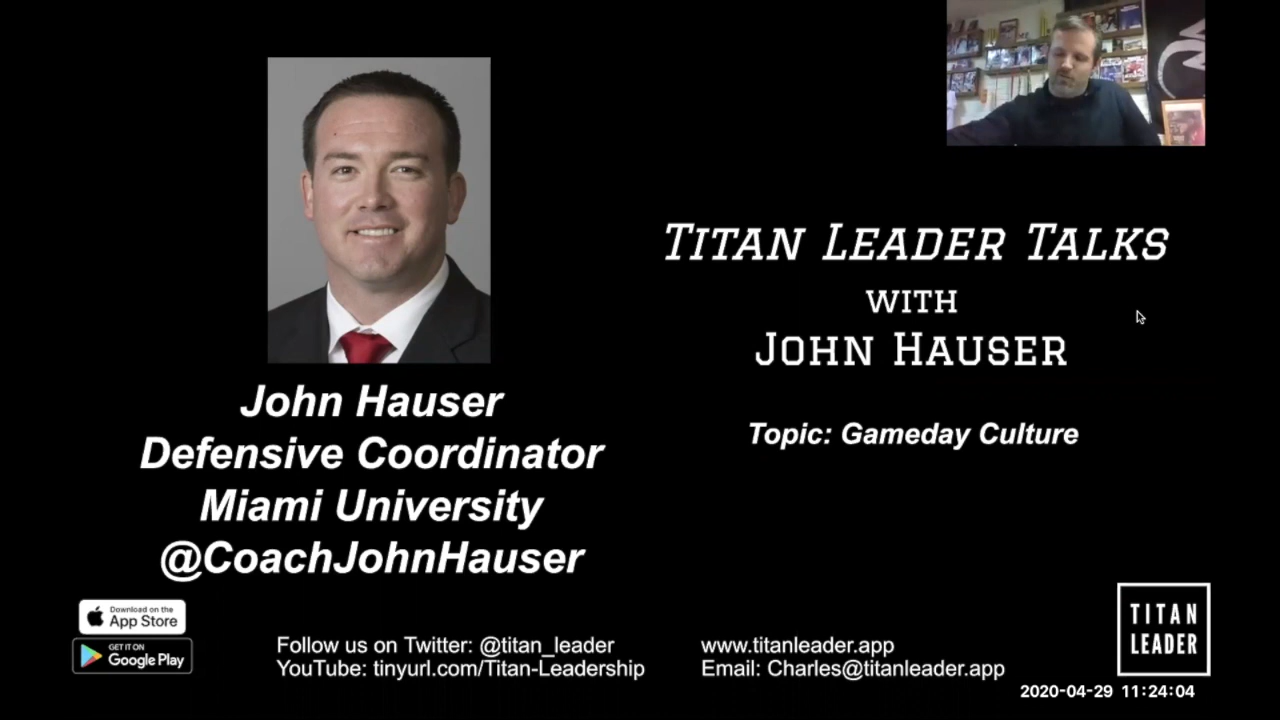 TITAN LEADER TALKS
WITH
JOHN HAUSER
Topic: Gameday Culture
John Hauser
Defensive Coordinator
Miami University
@CoachJohnHauser
Download on the
App Store
GET IT ON
Google Play
Follow us on Twitter: @titan_leader
YouTube: tinyurl.com/Titan-Leadership
www.titanleader.app
Email: Charles@titanleader.app
TITAN
LEADER
2020-04-29 11:24:04